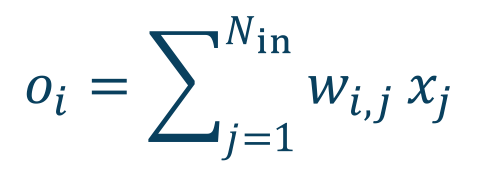 o_i = \sum_{j=1}^{N_{\text{in}}} w_{i,j} x_j